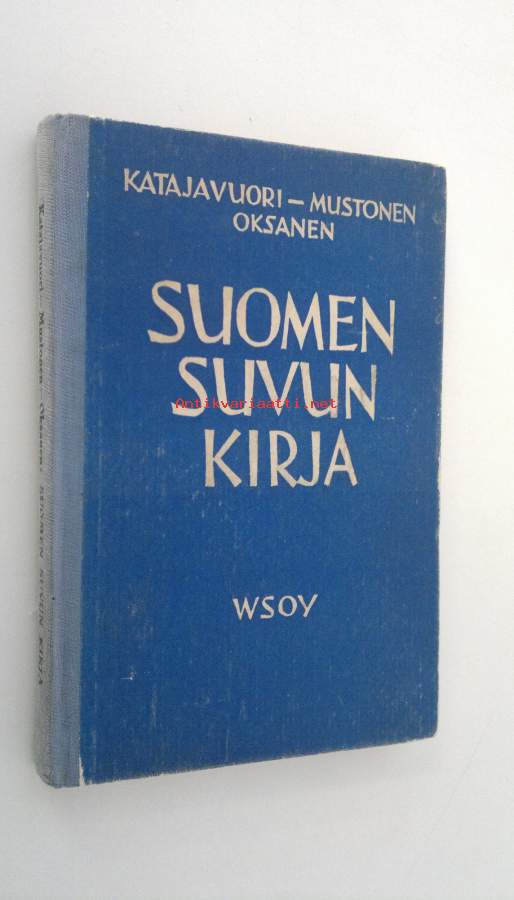 KATAJAVUORI – MUSTONEN
OKSANEN
SUOMEN
SUVUN
Antikvariaatti.net
KIRJA
WSOY
Katajavuori – Mustonen – Oksanen: SUOMEN SUVUN KIRJA